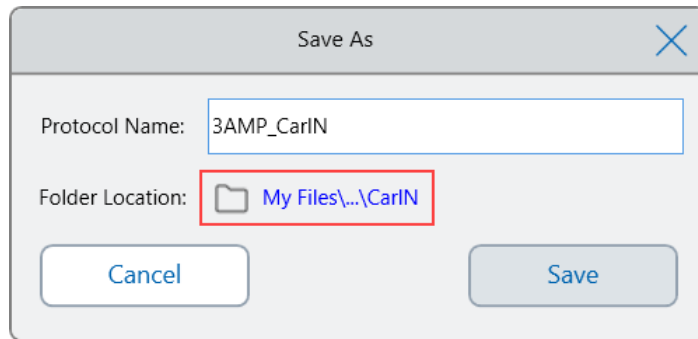 Save As
Protocol Name: 3AMP_CarIN
Folder Location: My Files\...\CarIN
Cancel Save